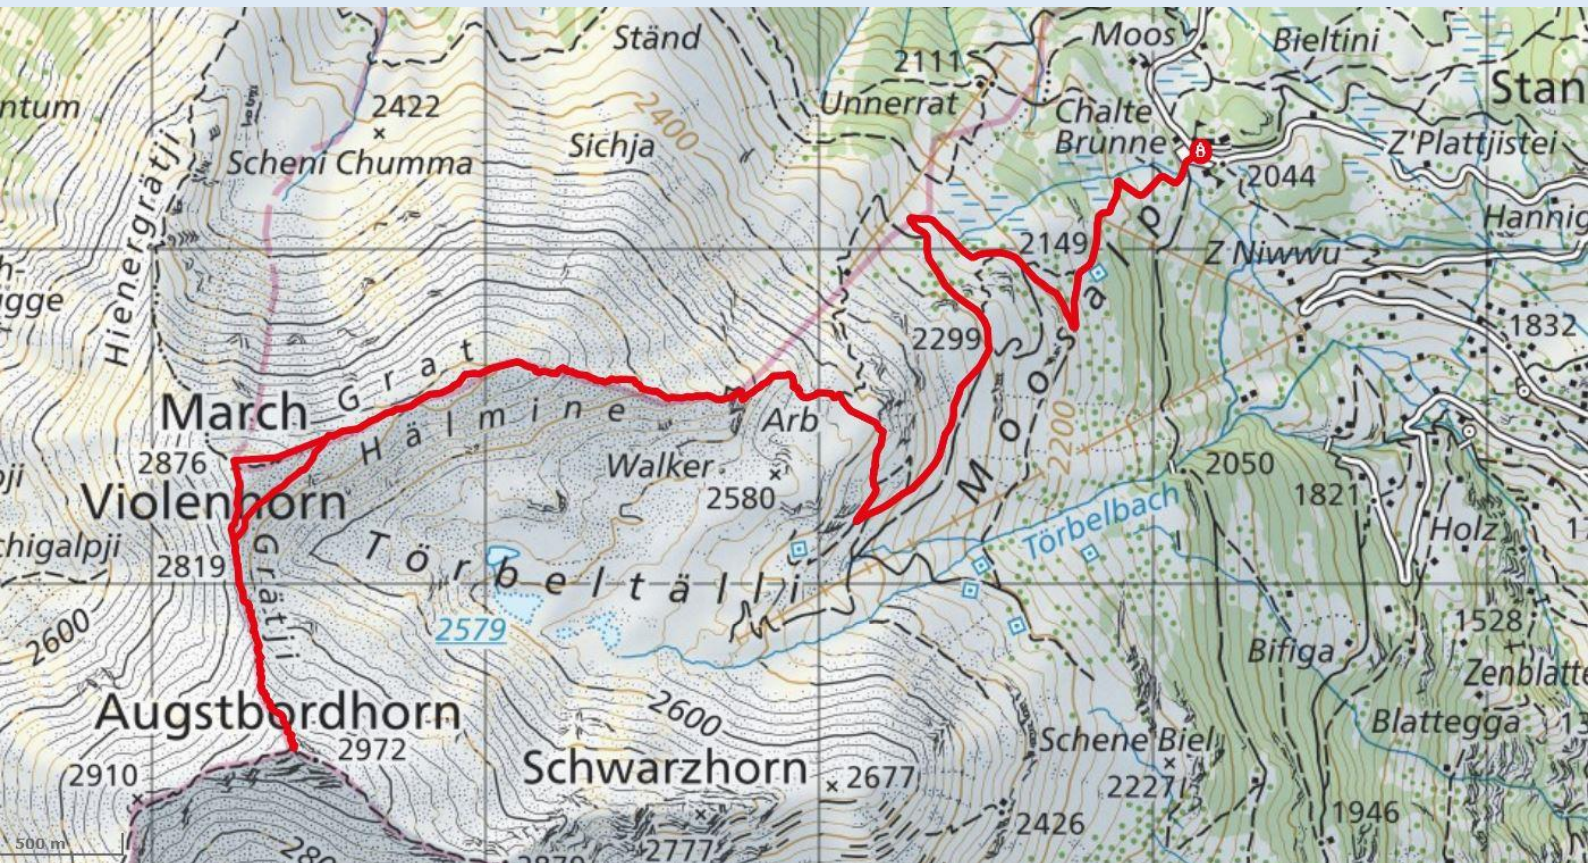 Ständ
Moos
Bieltini
2111
Stan
ntum
2422
2400
Unnerrat
Chalte
Brunne
Scheni Chumma
Sichja
Z'Plattjistei
2044
Hienergrätji
Hannig
2149
Z Niwwu
h-
gge
Moosalp
2299
1832
March
Grat
Hälmine
Arb
2876
Walker
2580
2200
2050
1821
ji
Violenhorn
Törbelbach
Holz
chigalpji
2819
Grätji
Törbeltälli
2579
2600
1528
Bifiga
Zenblatte
Augstbordhorn
2600
Blattegga
2972
Schene Biel
2910
Schwarzhorn
2677
2227
1946
2426
500 m
2777